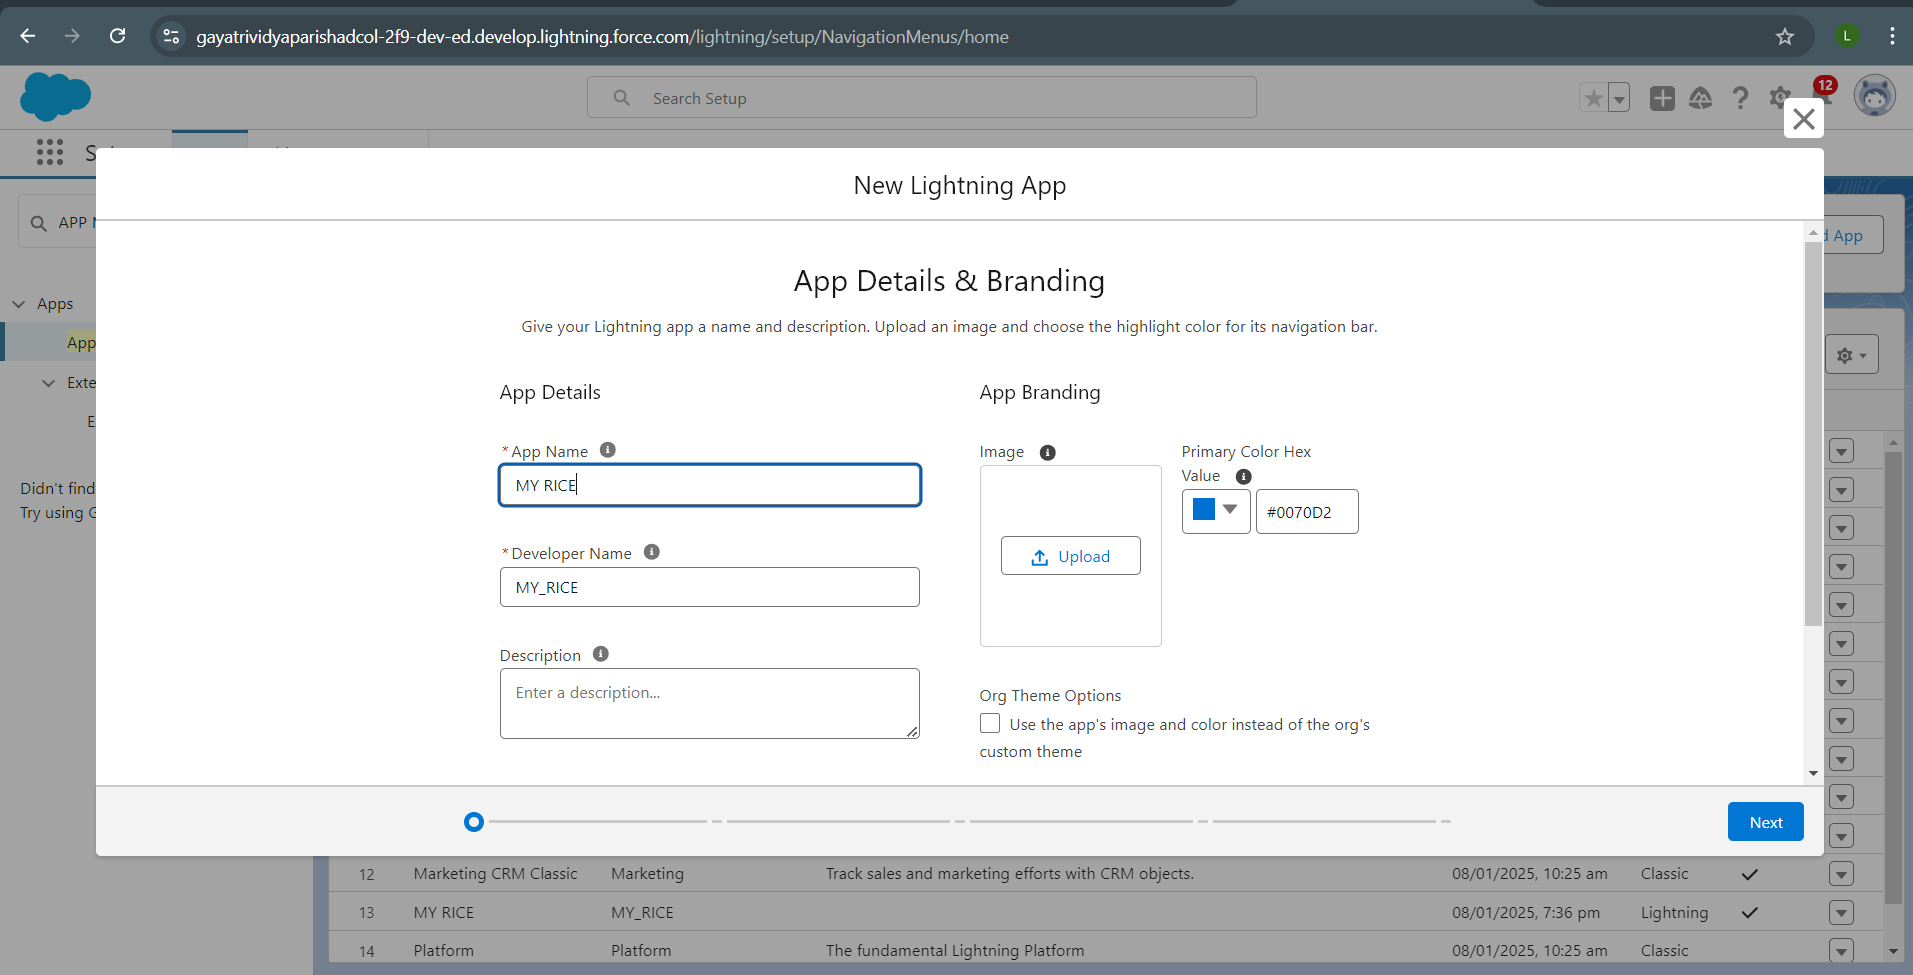 gayatrividyaparishadcol-2f9-dev-ed.develop.lightning.force.com/lightning/setup/NavigationMenus/home
L
Search Setup
12
New Lightning App
APP
d App
App Details & Branding
Give your Lightning app a name and description. Upload an image and choose the highlight color for its navigation bar.
Apps
App
Exte
E
Didn't find
Try using G
App Details
App Branding
*App Name
MY RICE
Image
Primary Color Hex
Value
#0070D2
Upload
*Developer Name
MY_RICE
Description
Enter a description...
Org Theme Options
Use the app's image and color instead of the org's
custom theme
Next
12 Marketing CRM Classic Marketing Track sales and marketing efforts with CRM objects. 08/01/2025, 10:25 am Classic
13 MY RICE MY_RICE 08/01/2025, 7:36 pm Lightning
14 Platform Platform The fundamental Lightning Platform 08/01/2025, 10:25 am Classic